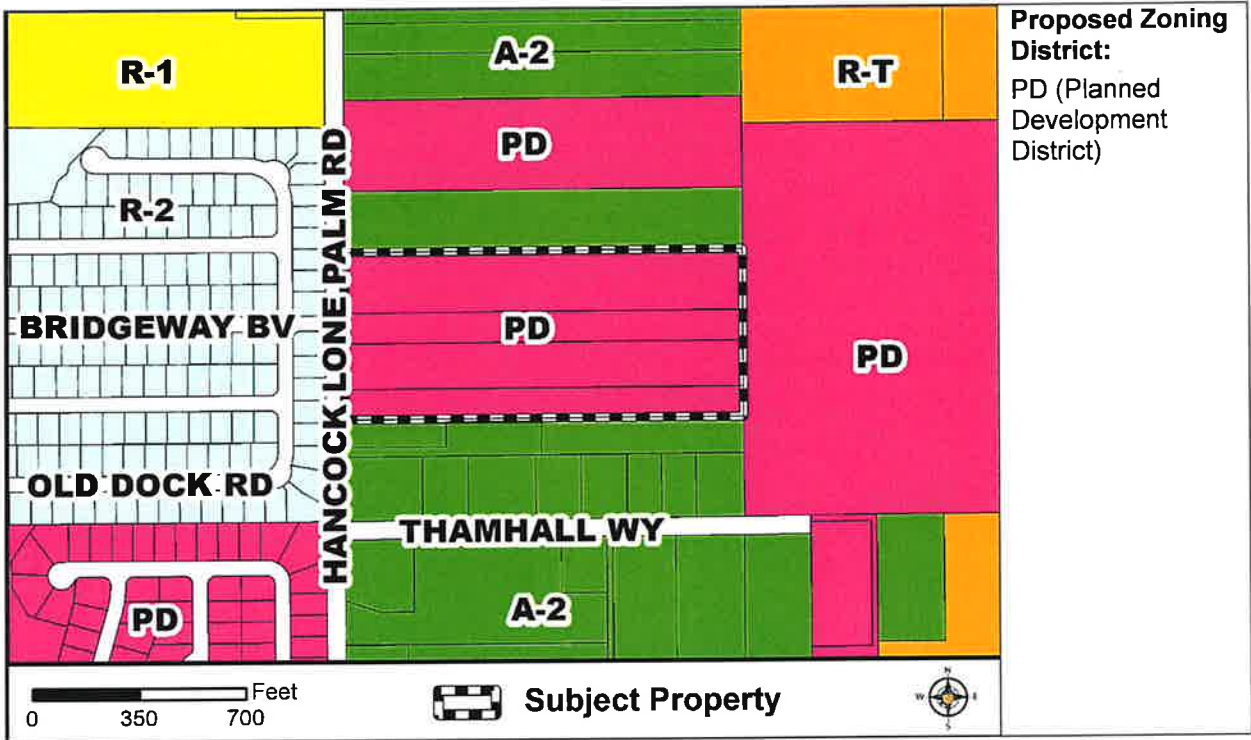 Proposed Zoning
District:
PD (Planned
Development
District)
R-1
A-2
R-T
PD
R-2
HANCOCK LONE PALM RD
BRIDGEWAY BV
PD
PD
OLD DOCK RD
THAMHALL WY
PD
A-2
0 350 700 Feet
Subject Property
N
W E
S